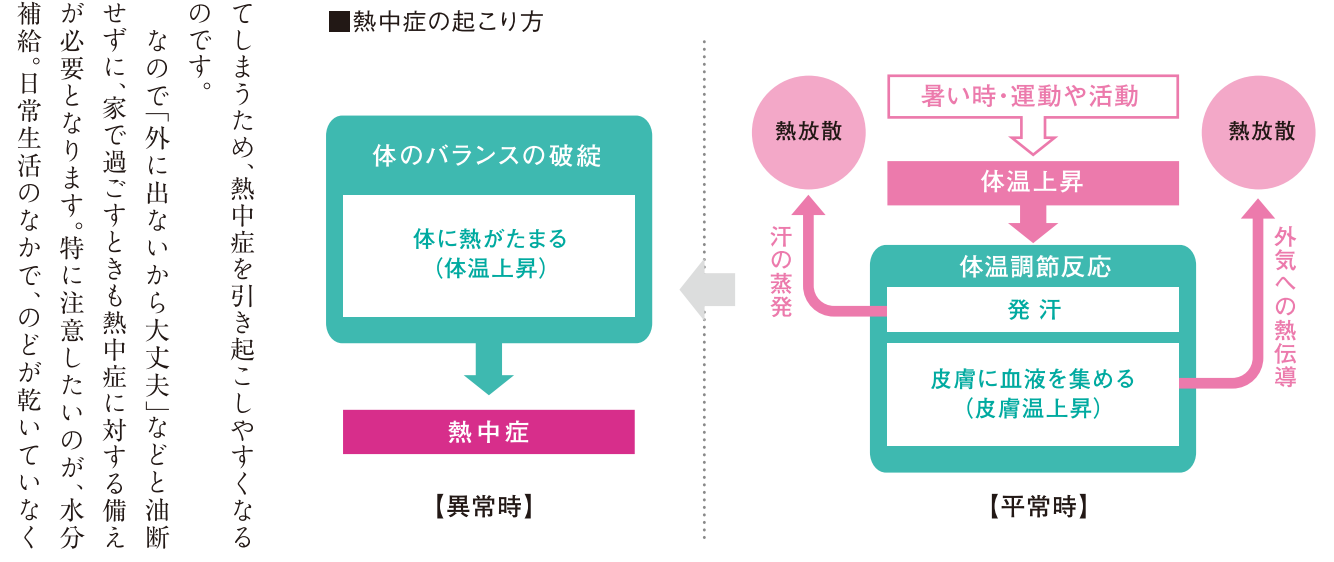 ■熱中症の起こり方
暑い時・運動や活動
体温上昇
熱放散
熱放散
体温調節反応
発 汗
皮膚に血液を集める
（皮膚温上昇）
汗の蒸発
外気への熱伝導
【平常時】
体のバランスの破綻
体に熱がたまる
（体温上昇）
熱中症
【異常時】
てしまうため、熱中症を引き起こしやすくなる
のです。
なので「外に出ないから大丈夫」などと油断
せずに、家で過ごすときも熱中症に対する備え
が必要となります。特に注意したいのが、水分
補給。日常生活のなかで、のどが乾いていなく